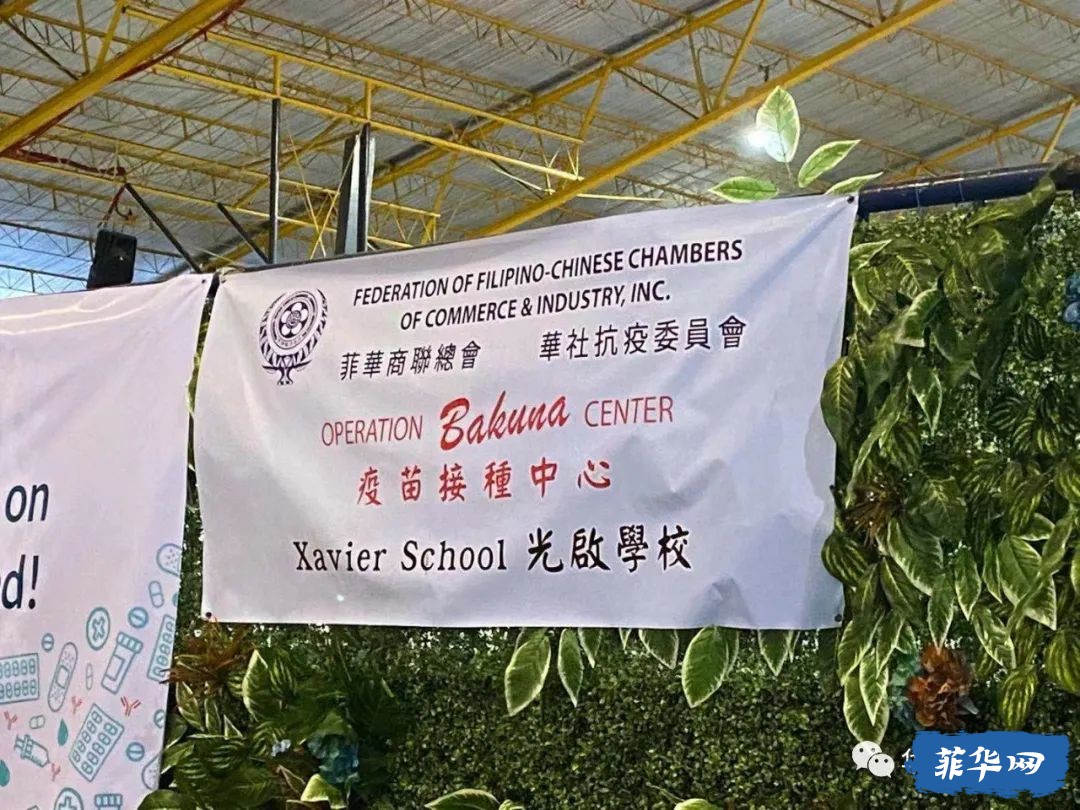 on
d!
FEDERATION OF FILIPINO-CHINESE CHAMBERS
OF COMMERCE & INDUSTRY, INC.
菲華商聯總會 華社抗疫委員會
OPERATION Bakuna CENTER
疫苗接種中心
Xavier School 光啟學校
菲华网